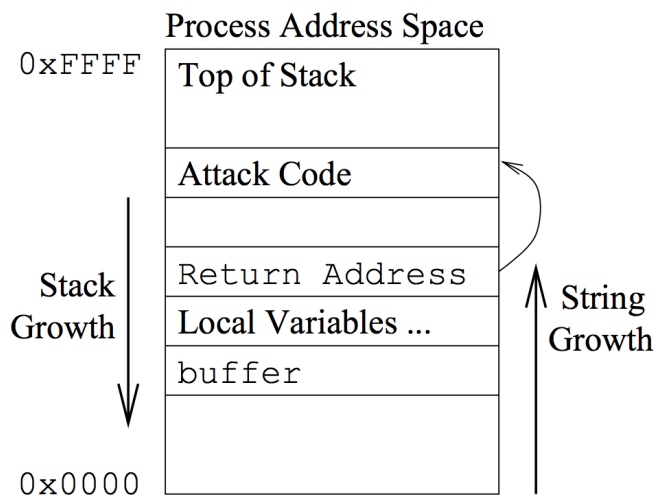 Process Address Space
0xFFFF
Top of Stack
Attack Code
Return Address
Stack
Growth
Local Variables ...
String
Growth
buffer
0x0000